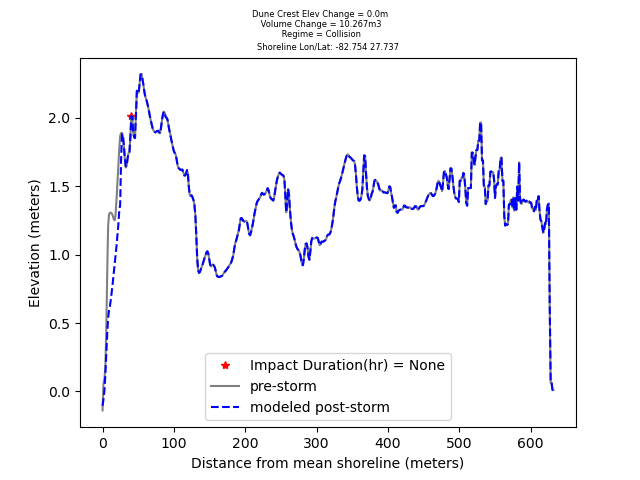 Dune Crest Elev Change = 0.0m
Volume Change = 10.267m3
Regime = Collision
Shoreline Lon/Lat: -82.754 27.737
2.0
1.5
1.0
0.5
0.0
Elevation (meters)
Impact Duration(hr) = None
pre-storm
modeled post-storm
0 100 200 300 400 500 600
Distance from mean shoreline (meters)